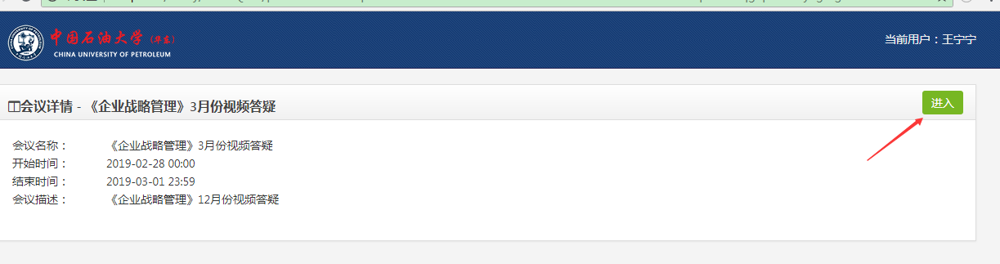 中国石油大学(华东)
CHINA UNIVERSITY OF PETROLEUM
当前用户：王宁宁
会议详情 - 《企业战略管理》3月份视频答疑
进入
会议名称： 《企业战略管理》3月份视频答疑
开始时间： 2019-02-28 00:00
结束时间： 2019-03-01 23:59
会议描述： 《企业战略管理》12月份视频答疑